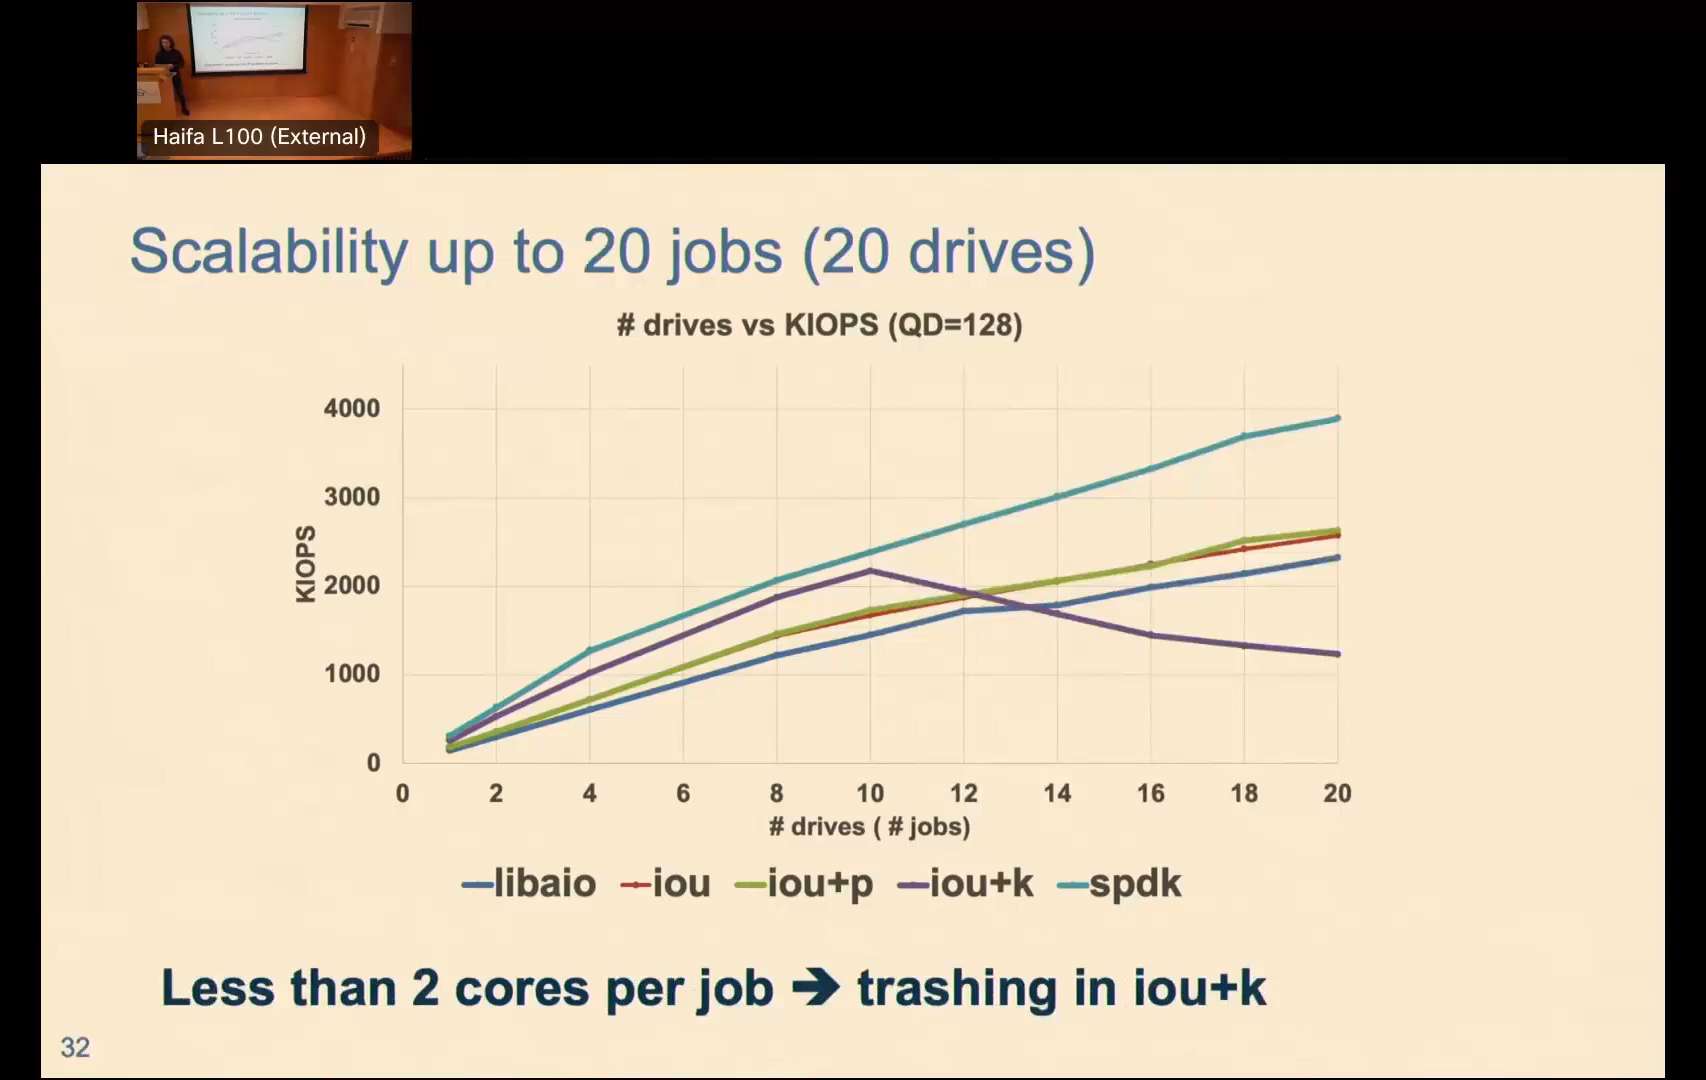 Haifa L100 (External)
Scalability up to 20 jobs (20 drives)
# drives vs KIOPS (QD=128)
4000
3000
2000
1000
0
KIOPS
0 2 4 6 8 10 12 14 16 18 20
# drives ( # jobs)
libaio iou iou+p iou+k spdk
Less than 2 cores per job ➔ trashing in iou+k
32